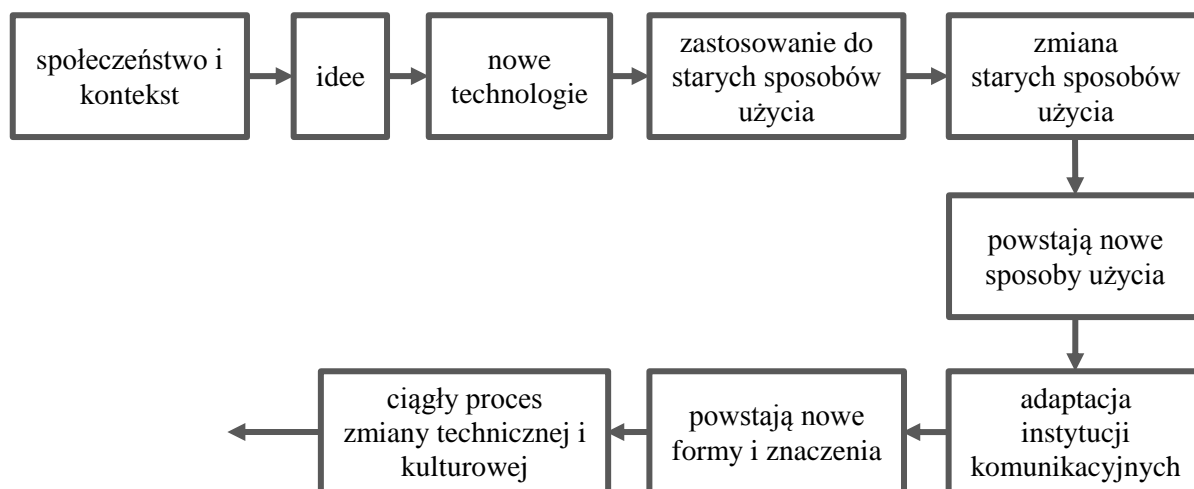 społeczeństwo i
kontekst
idee
nowe
technologie
zastosowanie do
starych sposobów
użycia
zmiana
starych sposobów
użycia
powstają nowe
sposoby użycia
adaptacja
instytucji
komunikacyjnych
powstają nowe
formy i znaczenia
ciągły proces
zmiany technicznej i
kulturowej